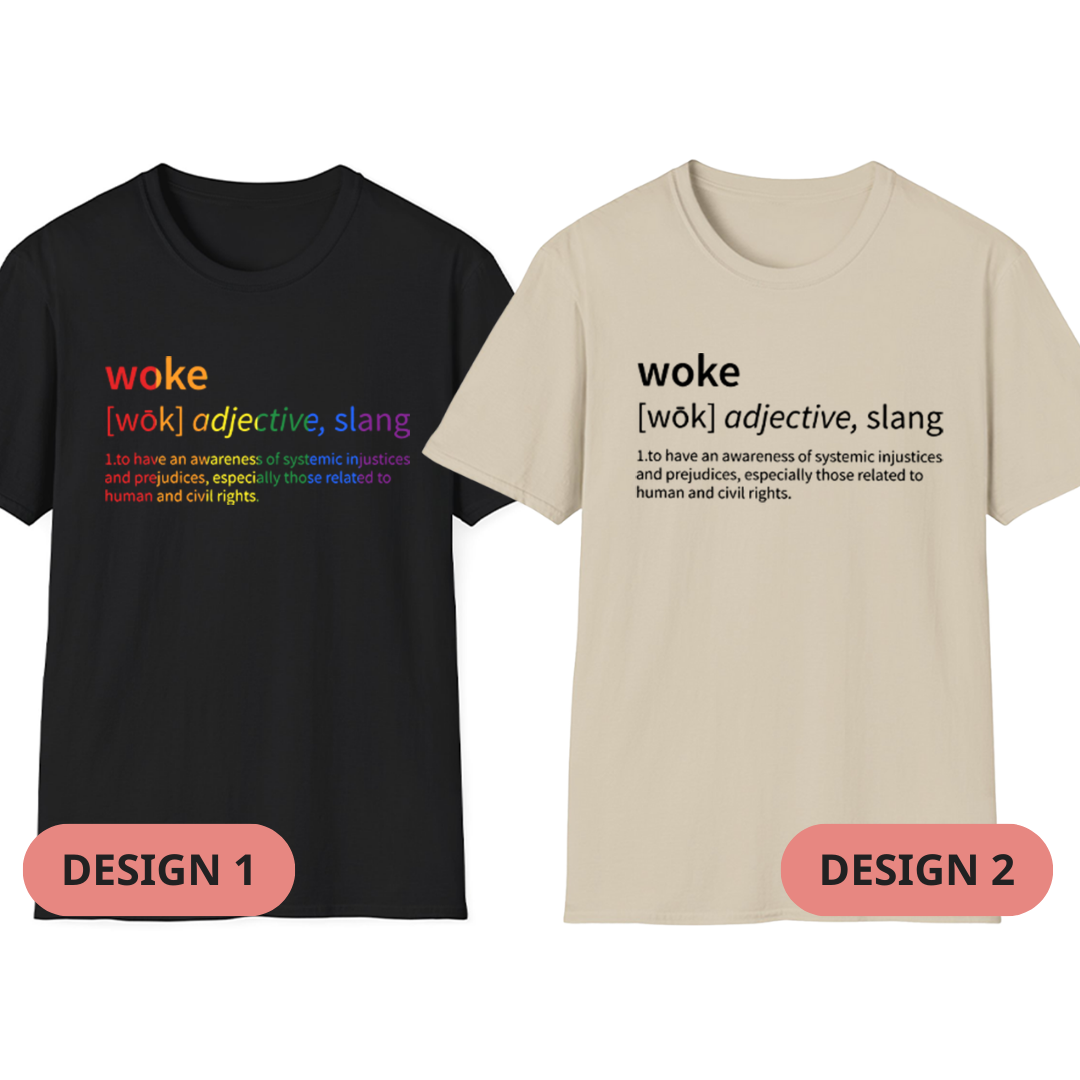 woke
[wōk] adjective, slang
1.to have an awareness of systemic injustices
and prejudices, especially those related to
human and civil rights.
DESIGN 1
woke
[wōk] adjective, slang
1.to have an awareness of systemic injustices
and prejudices, especially those related to
human and civil rights.
DESIGN 2